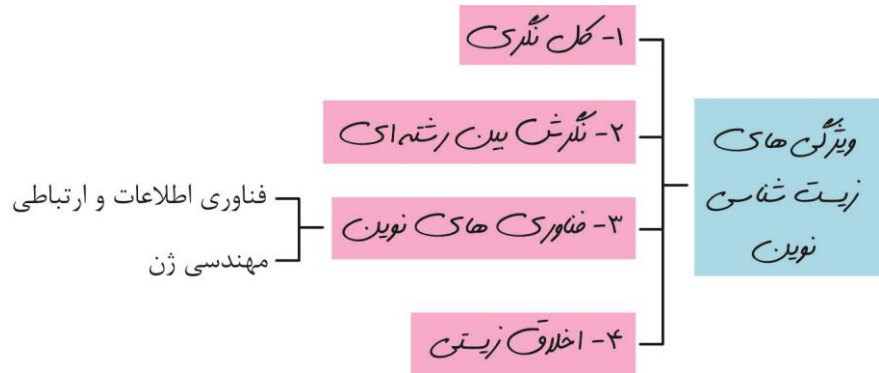 ویژگی های
زیست شناسی
نوین
۱- کل نگری
۲- نگرش بین رشته ای
۳- فناوری های نوین
فناوری اطلاعات و ارتباطی
مهندسی ژن
۴- اخلاق زیستی